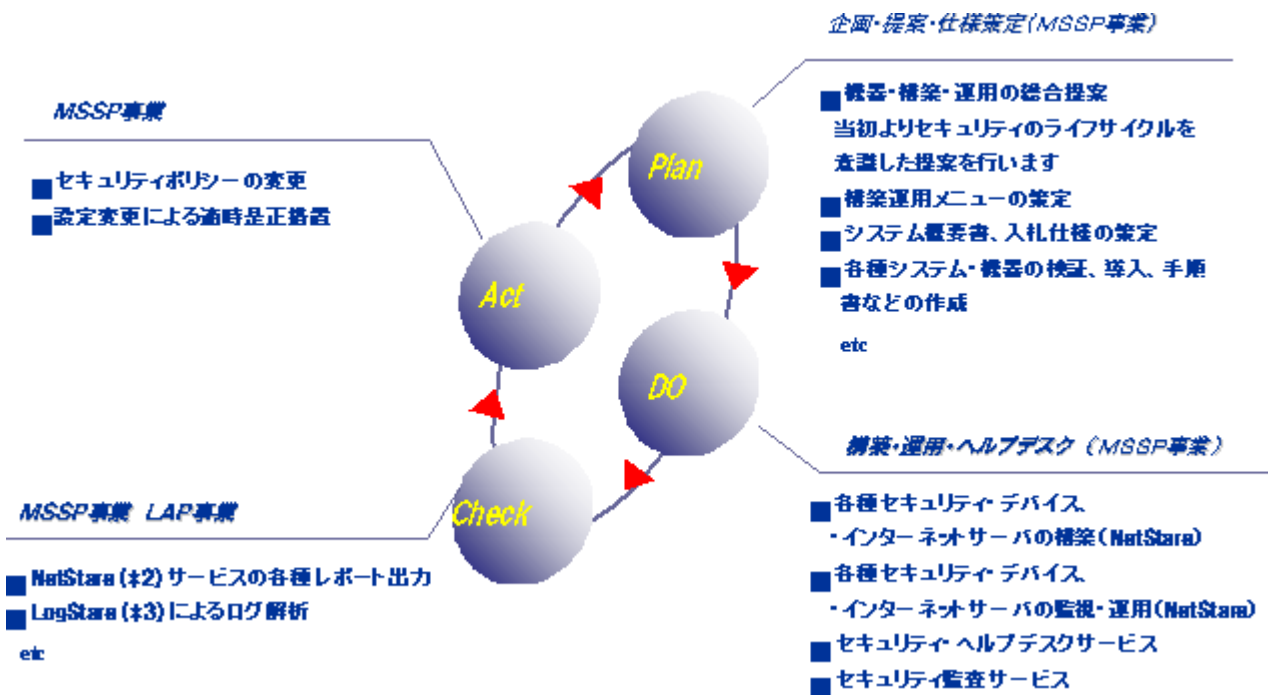 企画・提案・仕様策定(MSSP事業)
■機器・構築・運用の総合提案
当初よりセキュリティのライフサイクルを
意識した提案を行います
■構築運用メニューの策定
■システム概要書、入札仕様の策定
■各種システム・機器の検証、導入、手順
書などの作成
etc
MSSP事業
■セキュリティポリシーの変更
■設定変更による適時是正措置
Plan
Act
DO
Check
構築・運用・ヘルプデスク (MSSP事業)
■各種セキュリティ・デバイス、
・インターネットサーバの構築(NetStare)
■各種セキュリティ・デバイス、
・インターネットサーバの監視・運用(NetStare)
■セキュリティ・ヘルプデスクサービス
■セキュリティ監査サービス
MSSP事業 LAP事業
■NetStare(*2)サービスの各種レポート出力
■LogStare(*3)によるログ解析
etc